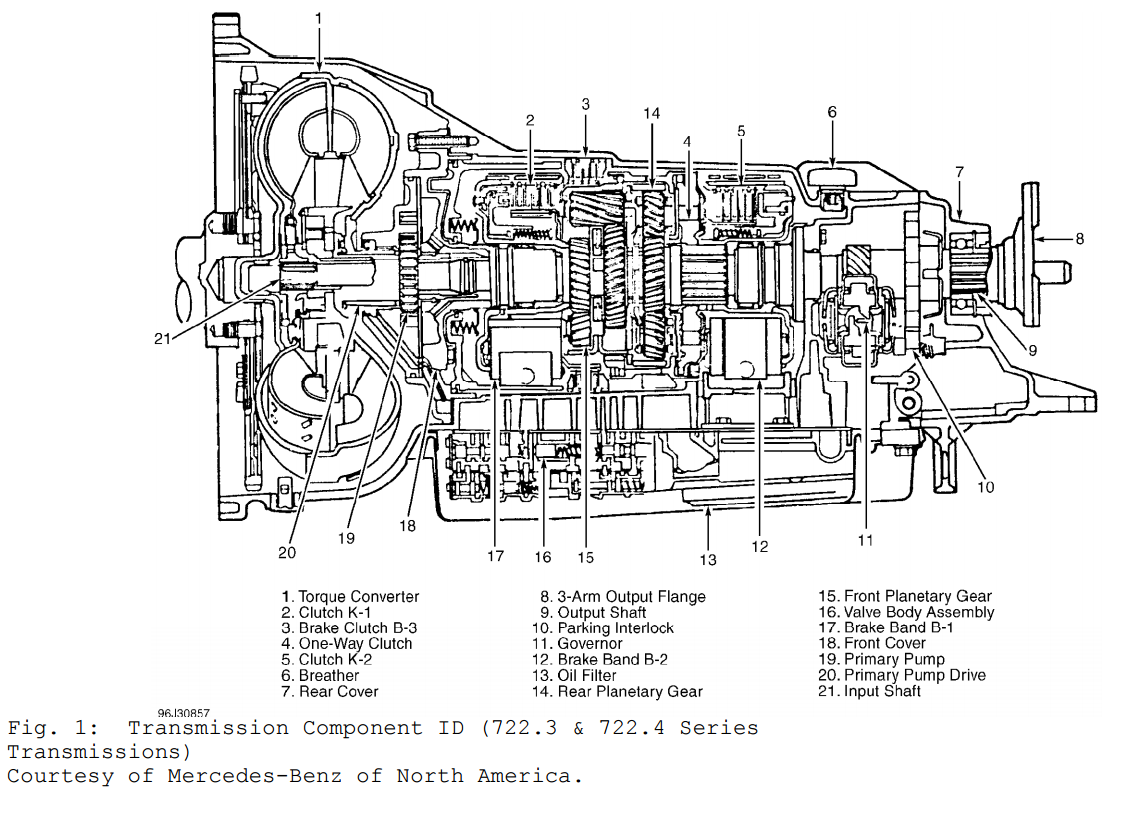 1
2
3
14
4
5
6
7
8
21
9
10
20
19
18
17
16
15
13
12
11
1. Torque Converter
2. Clutch K-1
3. Brake Clutch B-3
4. One-Way Clutch
5. Clutch K-2
6. Breather
7. Rear Cover
8. 3-Arm Output Flange
9. Output Shaft
10. Parking Interlock
11. Governor
12. Brake Band B-2
13. Oil Filter
14. Rear Planetary Gear
15. Front Planetary Gear
16. Valve Body Assembly
17. Brake Band B-1
18. Front Cover
19. Primary Pump
20. Primary Pump Drive
21. Input Shaft
96J30857
Fig. 1:  Transmission Component ID (722.3 & 722.4 Series
Transmissions)
Courtesy of Mercedes-Benz of North America.